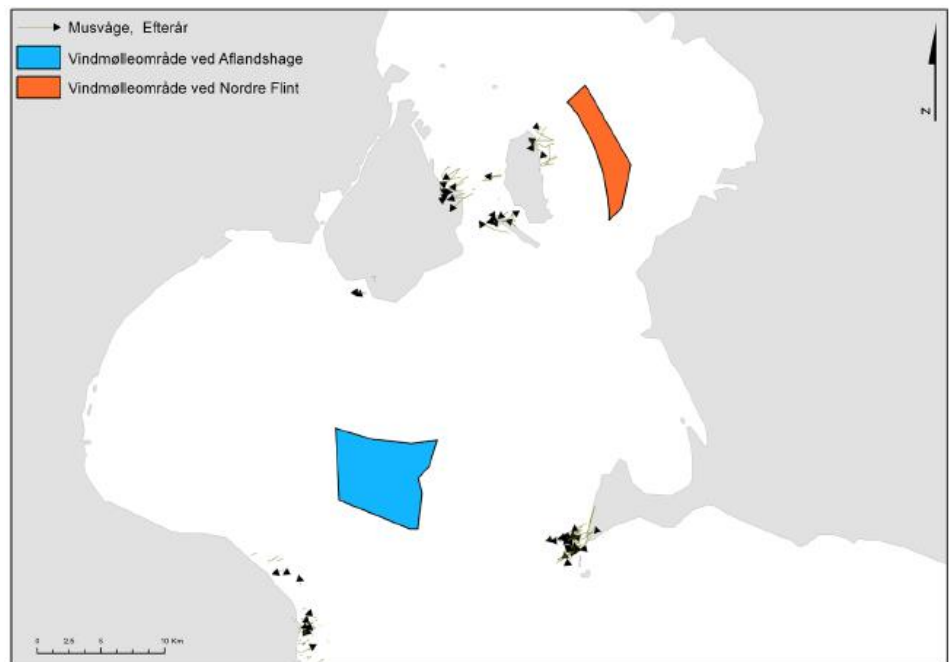 Musvåge, Efterår
Vindmølleområde ved Aflandshage
Vindmølleområde ved Nordre Flint
N
0 2.5 5 10 Km